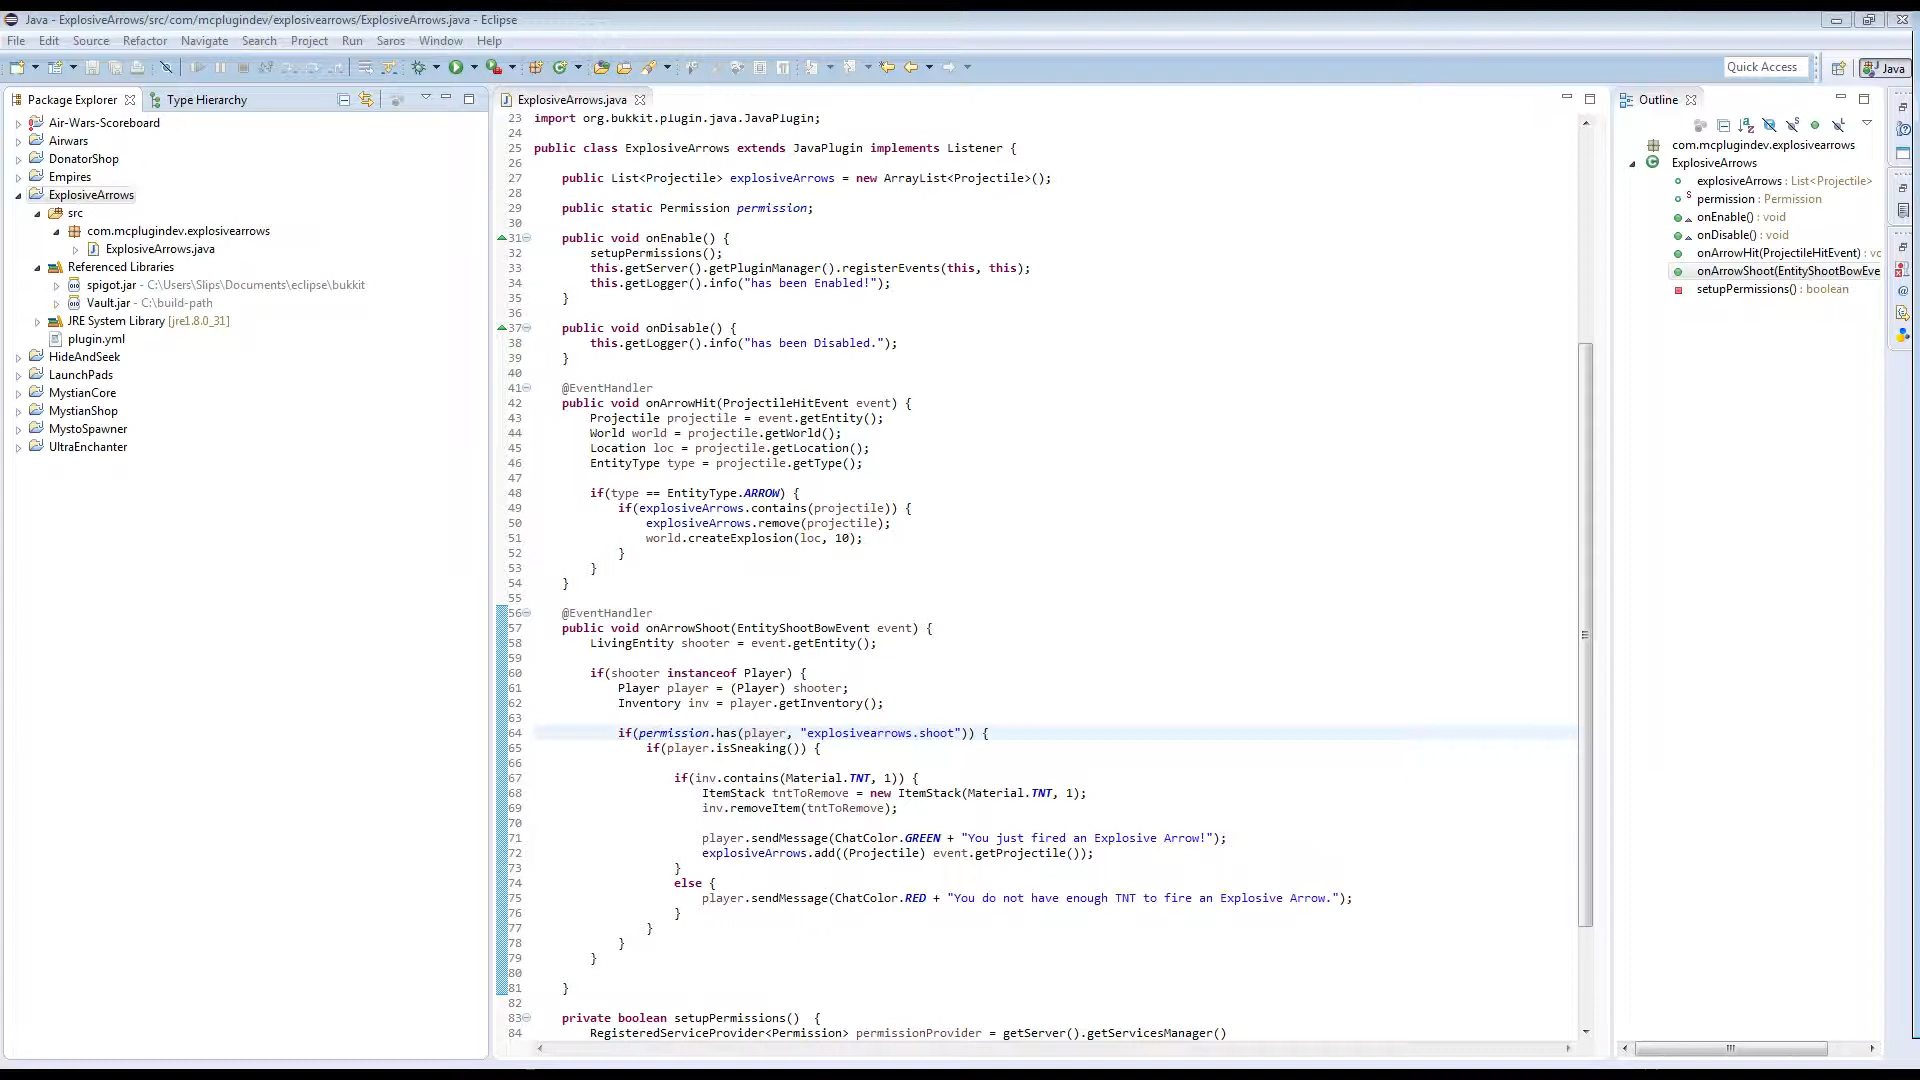 Java - ExplosiveArrows/src/com/mcplugindev/explosivearrows/ExplosiveArrows.java - Eclipse
File Edit Source Refactor Navigate Search Project Run Saros Window Help
Quick Access
Java
Package Explorer
Type Hierarchy
Air-Wars-Scoreboard
Airwars
DonatorShop
Empires
ExplosiveArrows
src
com.mcplugindev.explosivearrows
ExplosiveArrows.java
Referenced Libraries
spigot.jar - C:\Users\Slips\Documents\eclipse\bukkit
Vault.jar - C:\build-path
JRE System Library [jre1.8.0_31]
plugin.yml
HideAndSeek
LaunchPads
MystianCore
MystianShop
MystoSpawner
UltraEnchanter
ExplosiveArrows.java
23 import org.bukkit.plugin.java.JavaPlugin;
24
25 public class ExplosiveArrows extends JavaPlugin implements Listener {
26
27 public List<Projectile> explosiveArrows = new ArrayList<Projectile>();
28
29 public static Permission permission;
30
31 public void onEnable() {
32 setupPermissions();
33 this.getServer().getPluginManager().registerEvents(this, this);
34 this.getLogger().info("has been Enabled!");
35 }
36
37 public void onDisable() {
38 this.getLogger().info("has been Disabled.");
39 }
40
41 @EventHandler
42 public void onArrowHit(ProjectileHitEvent event) {
43 Projectile projectile = event.getEntity();
44 World world = projectile.getWorld();
45 Location loc = projectile.getLocation();
46 EntityType type = projectile.getType();
47
48 if(type == EntityType.ARROW) {
49 if(explosiveArrows.contains(projectile)) {
50 explosiveArrows.remove(projectile);
51 world.createExplosion(loc, 10);
52 }
53 }
54 }
55
56 @EventHandler
57 public void onArrowShoot(EntityShootBowEvent event) {
58 LivingEntity shooter = event.getEntity();
59
60 if(shooter instanceof Player) {
61 Player player = (Player) shooter;
62 Inventory inv = player.getInventory();
63
64 if(permission.has(player, "explosivearrows.shoot")) {
65 if(player.isSneaking()) {
66
67 if(inv.contains(Material.TNT, 1)) {
68 ItemStack tntToRemove = new ItemStack(Material.TNT, 1);
69 inv.removeItem(tntToRemove);
70
71 player.sendMessage(ChatColor.GREEN + "You just fired an Explosive Arrow!");
72 explosiveArrows.add((Projectile) event.getProjectile());
73 }
74 else {
75 player.sendMessage(ChatColor.RED + "You do not have enough TNT to fire an Explosive Arrow.");
76 }
77 }
78 }
79 }
80
81 }
82
83 private boolean setupPermissions() {
84 RegisteredServiceProvider<Permission> permissionProvider = getServer().getServicesManager()
Outline
com.mcplugindev.explosivearrows
ExplosiveArrows
explosiveArrows : List<Projectile>
permission : Permission
onEnable() : void
onDisable() : void
onArrowHit(ProjectileHitEvent) : vo
onArrowShoot(EntityShootBowEve
setupPermissions() : boolean